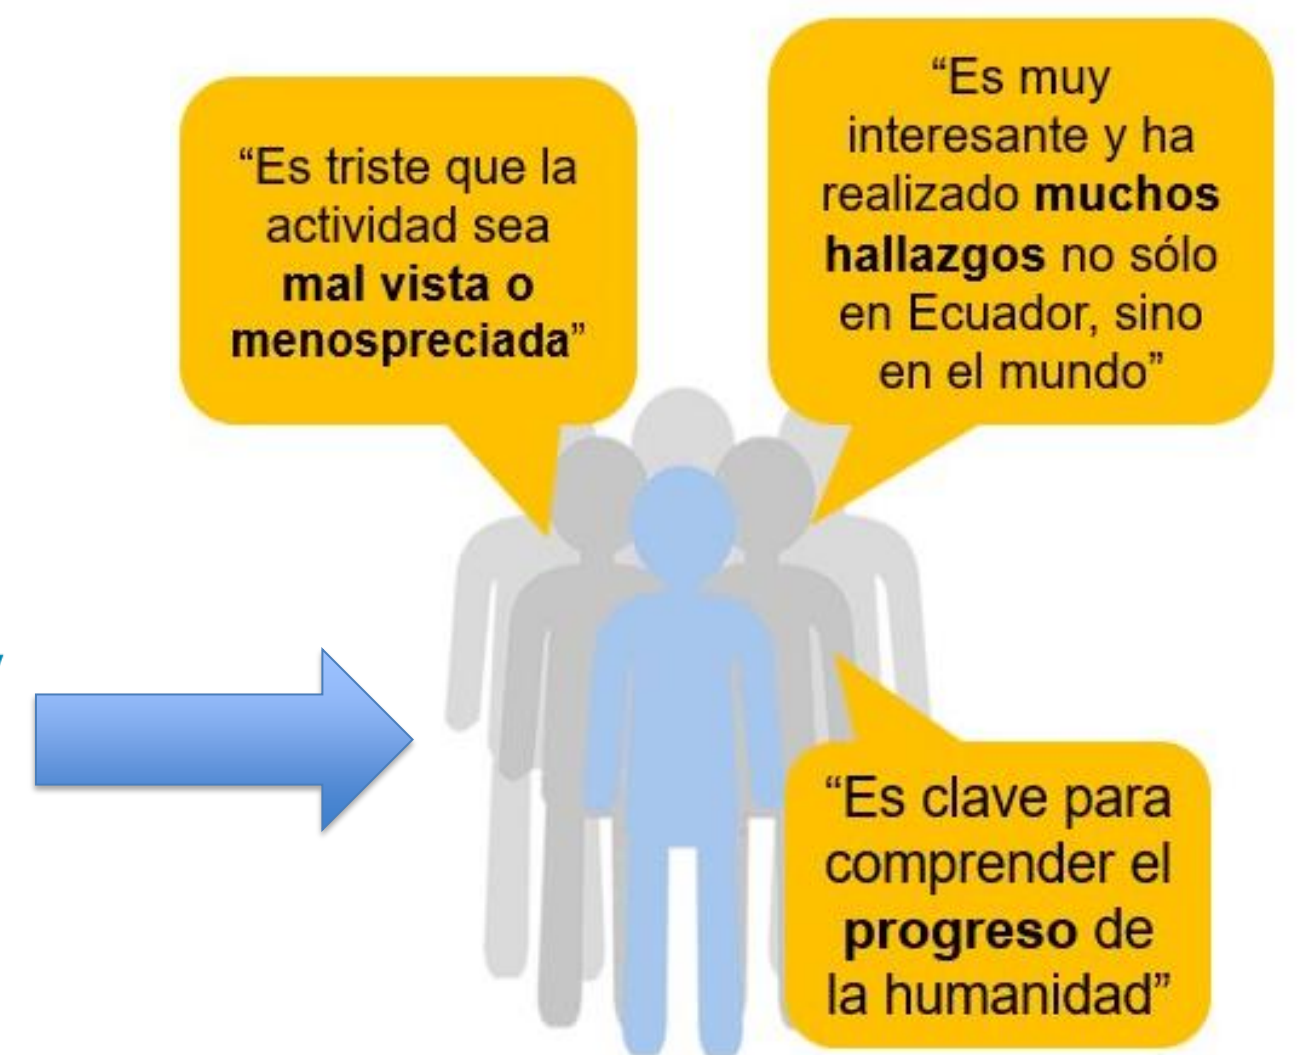 “Es triste que la
actividad sea
mal vista o
menospreciada”
“Es muy
interesante y ha
realizado muchos
hallazgos no sólo
en Ecuador, sino
en el mundo”
“Es clave para
comprender el
progreso de
la humanidad”